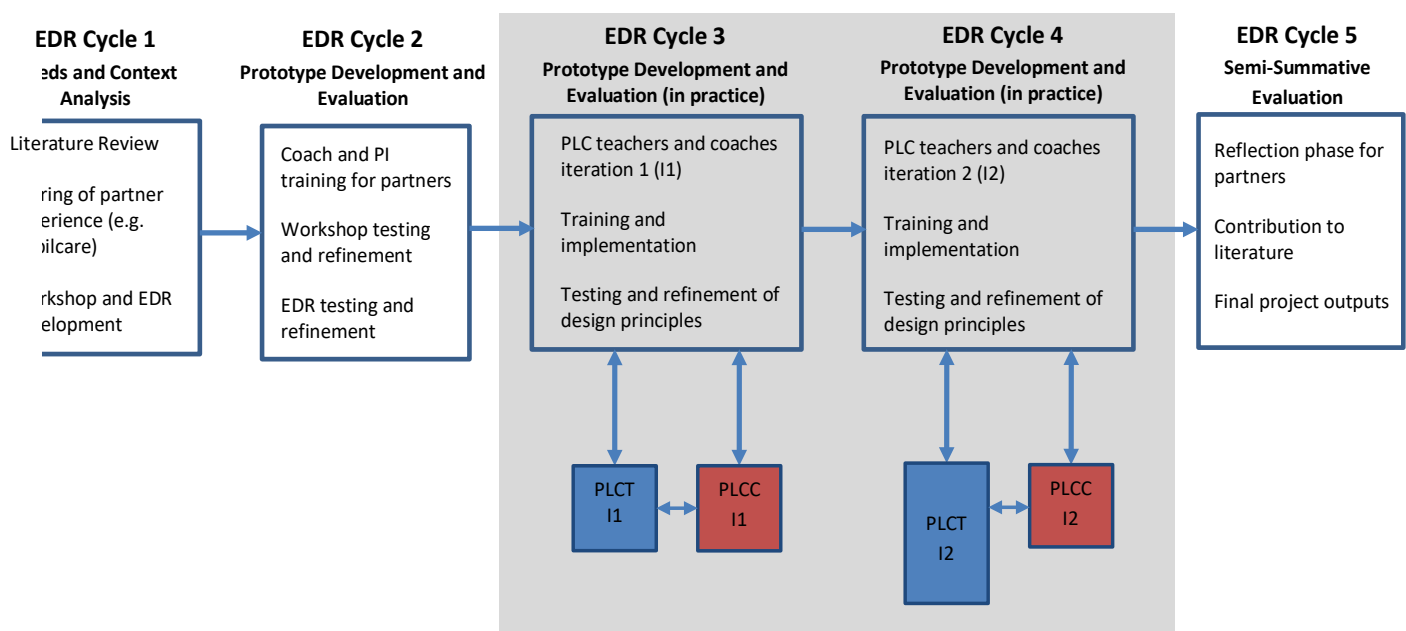 EDR Cycle 1
eds and Context
Analysis
Literature Review
ring of partner
erience (e.g.
pilcare)
rkshop and EDR
elopment
EDR Cycle 2
Prototype Development and
Evaluation
Coach and PI
training for partners
Workshop testing
and refinement
EDR testing and
refinement
EDR Cycle 3
Prototype Development and
Evaluation (in practice)
PLC teachers and coaches
iteration 1 (I1)
Training and
implementation
Testing and refinement of
design principles
PLCT
I1
PLCC
I1
EDR Cycle 4
Prototype Development and
Evaluation (in practice)
PLC teachers and coaches
iteration 2 (I2)
Training and
implementation
Testing and refinement of
design principles
PLCT
I2
PLCC
I2
EDR Cycle 5
Semi-Summative
Evaluation
Reflection phase for
partners
Contribution to
literature
Final project outputs